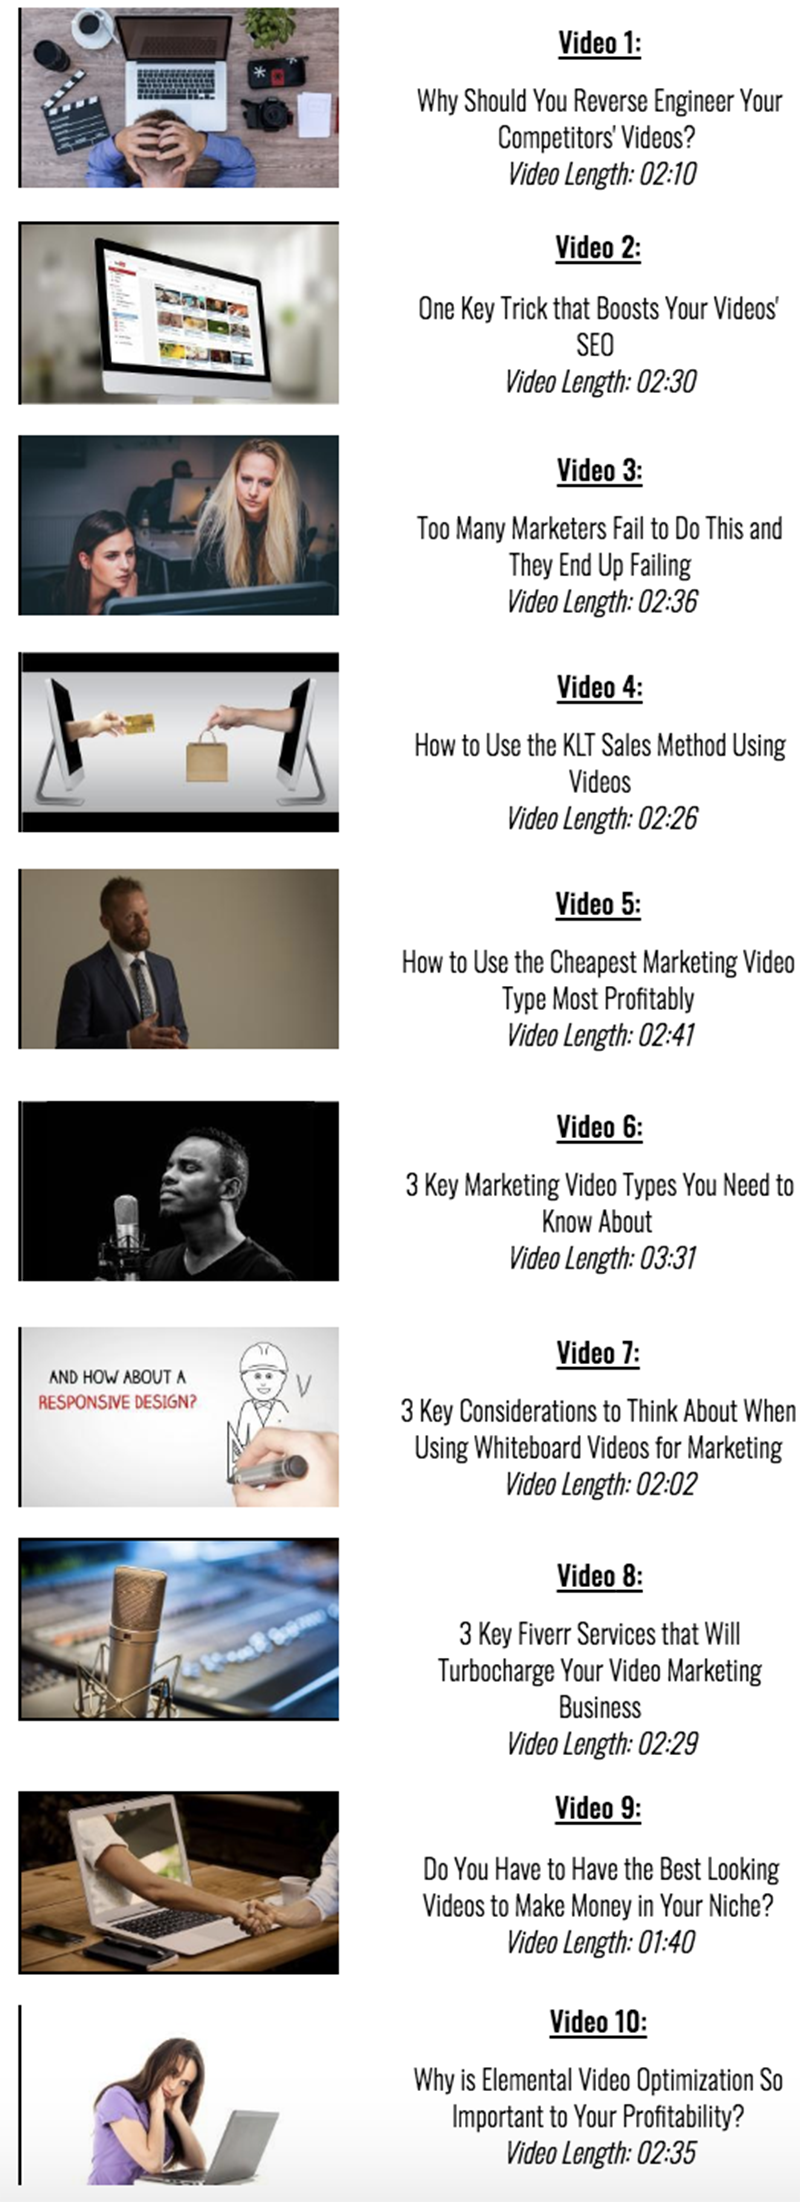 Video 1:
Why Should You Reverse Engineer Your
Competitors' Videos?
Video Length: 02:10
Video 2:
One Key Trick that Boosts Your Videos'
SEO
Video Length: 02:30
Video 3:
Too Many Marketers Fail to Do This and
They End Up Failing
Video Length: 02:36
Video 4:
How to Use the KLT Sales Method Using
Videos
Video Length: 02:26
Video 5:
How to Use the Cheapest Marketing Video
Type Most Profitably
Video Length: 02:41
Video 6:
3 Key Marketing Video Types You Need to
Know About
Video Length: 03:31
AND HOW ABOUT A
RESPONSIVE DESIGN?
Video 7:
3 Key Considerations to Think About When
Using Whiteboard Videos for Marketing
Video Length: 02:02
Video 8:
3 Key Fiverr Services that Will
Turbocharge Your Video Marketing
Business
Video Length: 02:29
Video 9:
Do You Have to Have the Best Looking
Videos to Make Money in Your Niche?
Video Length: 01:40
Video 10:
Why is Elemental Video Optimization So
Important to Your Profitability?
Video Length: 02:35